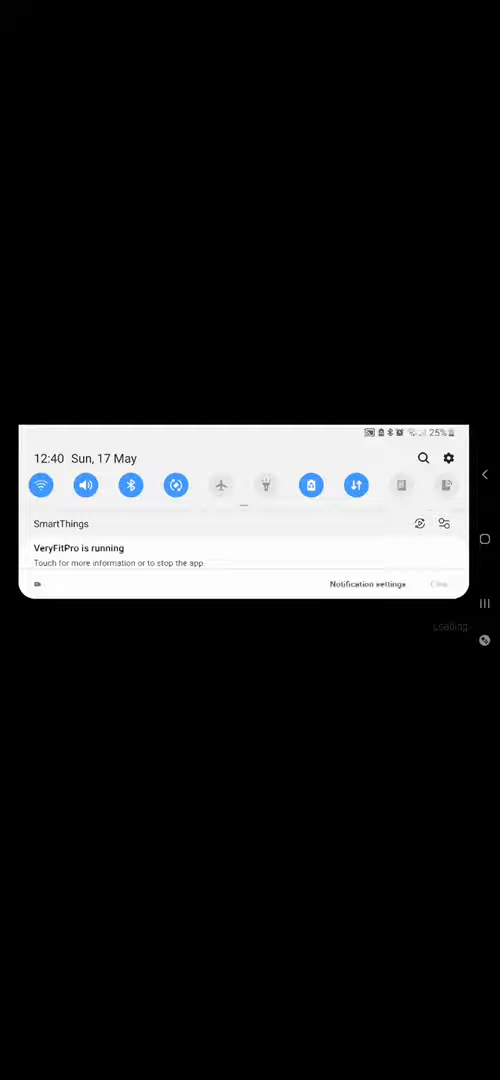 25%
12:40 Sun, 17 May
SmartThings
VeryFitPro is running
Touch for more information or to stop the app.
Notification settings
Clear
Loading